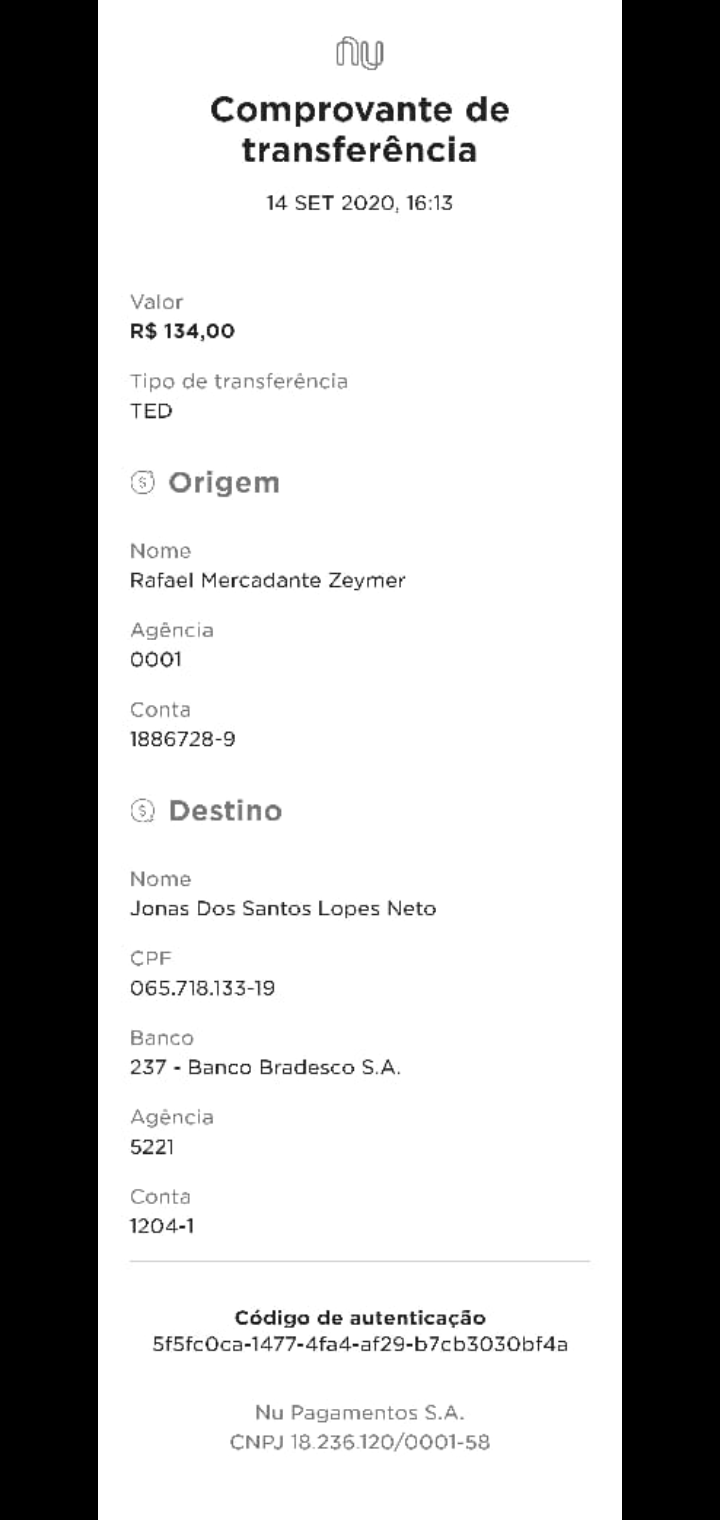 nu
Comprovante de
transferência
14 SET 2020, 16:13
Valor
R$ 134,00
Tipo de transferência
TED
Origem
Nome
Rafael Mercadante Zeymer
Agência
0001
Conta
1886728-9
Destino
Nome
Jonas Dos Santos Lopes Neto
CPF
065.718.133-19
Banco
237 - Banco Bradesco S.A.
Agência
5221
Conta
1204-1
Código de autenticação
5f5fc0ca-1477-4fa4-af29-b7cb3030bf4a
Nu Pagamentos S.A.
CNPJ 18.236.120/0001-58